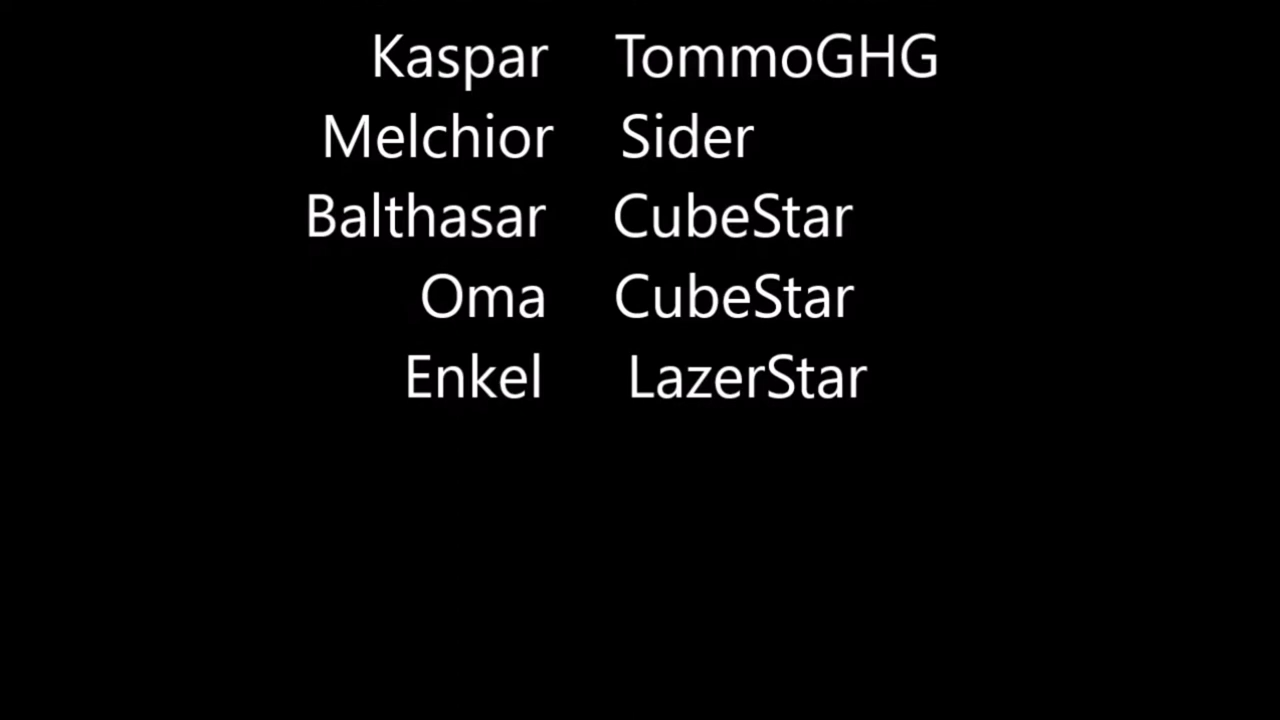 Kaspar TommoGHG
Melchior Sider
Balthasar CubeStar
Oma CubeStar
Enkel LazerStar